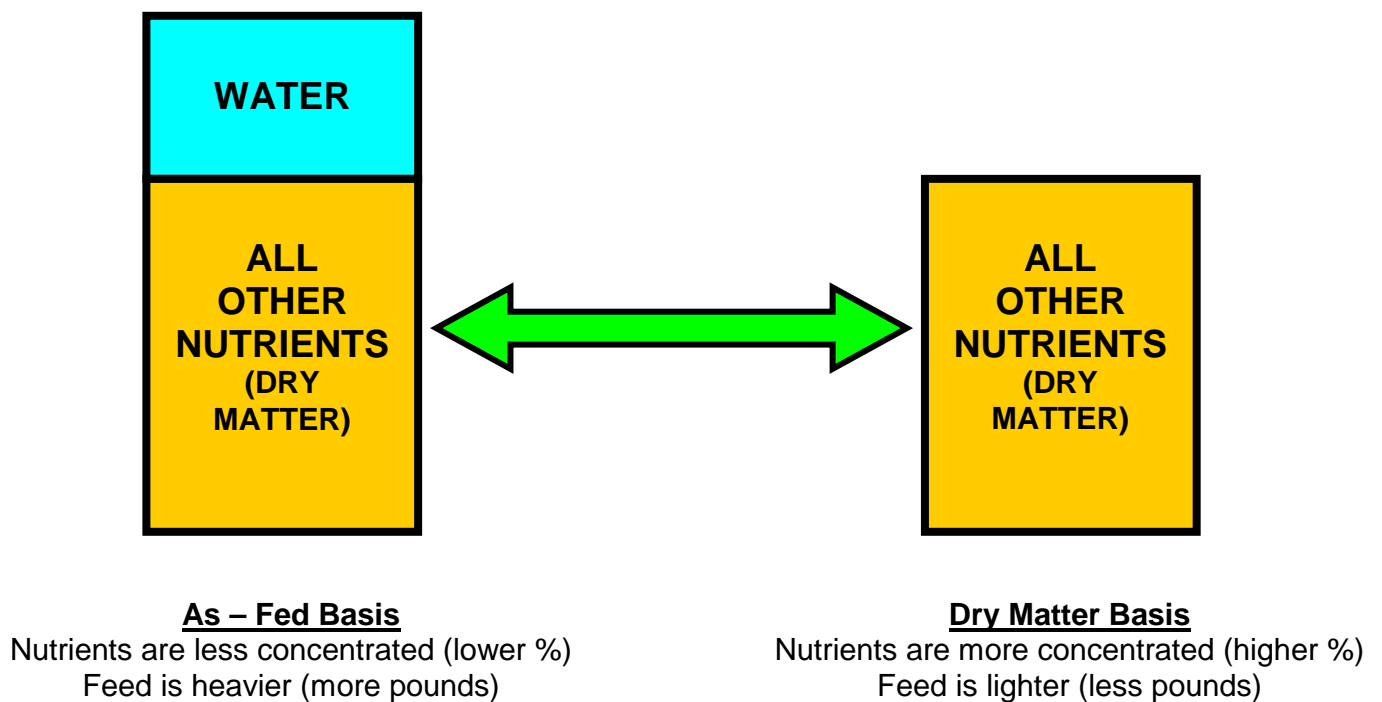 WATER
ALL
OTHER
NUTRIENTS
(DRY
MATTER)
ALL
OTHER
NUTRIENTS
(DRY
MATTER)
As – Fed Basis
Nutrients are less concentrated (lower %)
Feed is heavier (more pounds)
Dry Matter Basis
Nutrients are more concentrated (higher %)
Feed is lighter (less pounds)